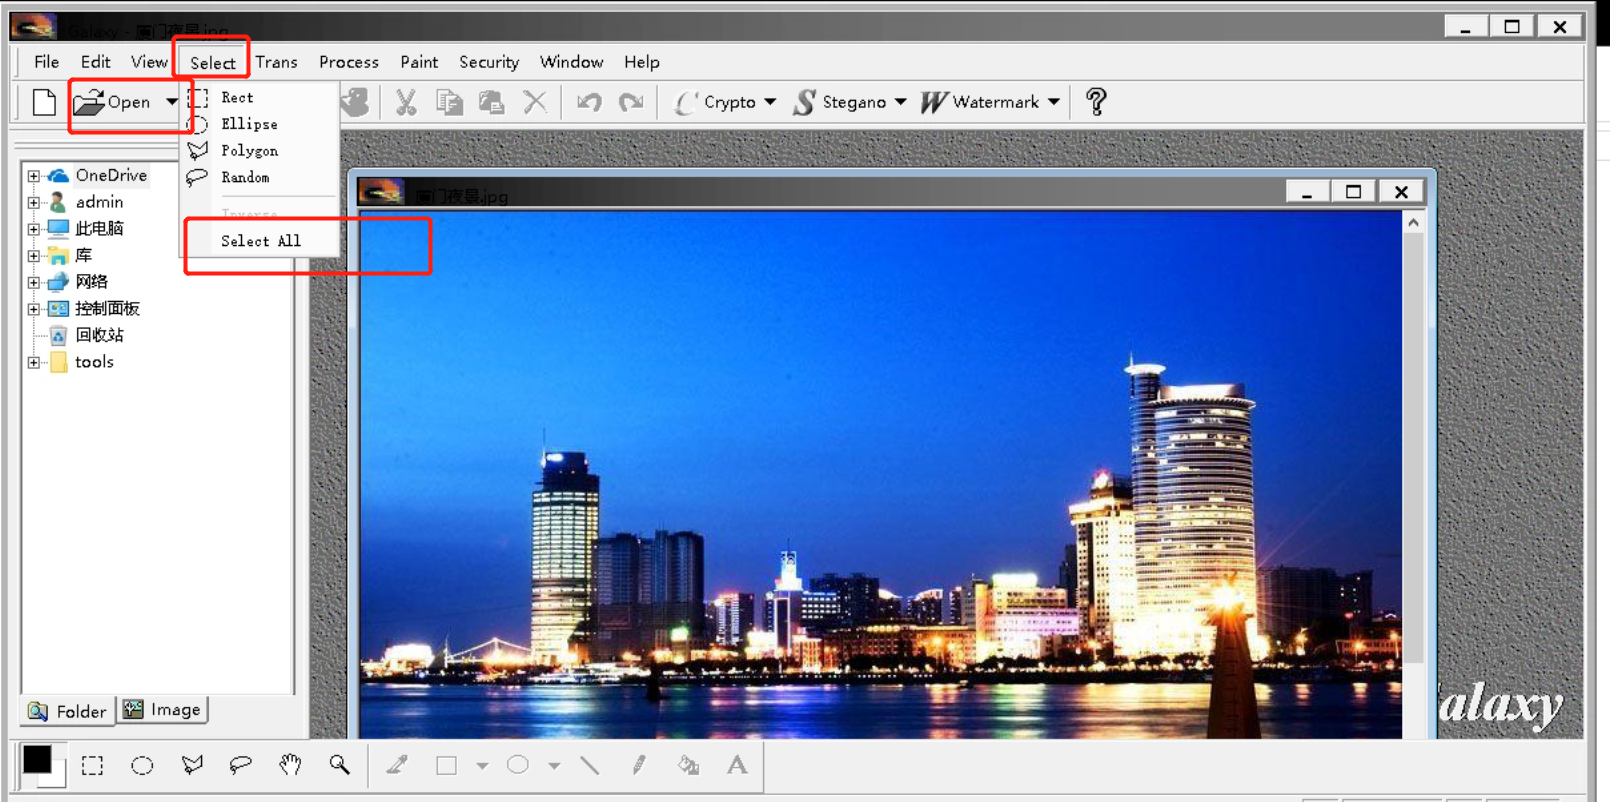 Galaxy - 厦门夜景.jpg
File Edit View Select Trans Process Paint Security Window Help
Open Crypto Stegano Watermark
Rect
Ellipse
Polygon
Random
Inverse
Select All
OneDrive
admin
此电脑
库
网络
控制面板
回收站
tools
厦门夜景.jpg
Galaxy
Folder Image